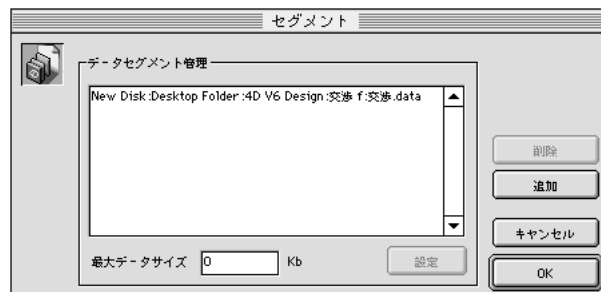 セグメント
データセグメント管理
New Disk:Desktop Folder:4D V6 Design:交渉 f:交渉.data
削除
追加
キャンセル
最大データサイズ 0 Kb 設定
OK